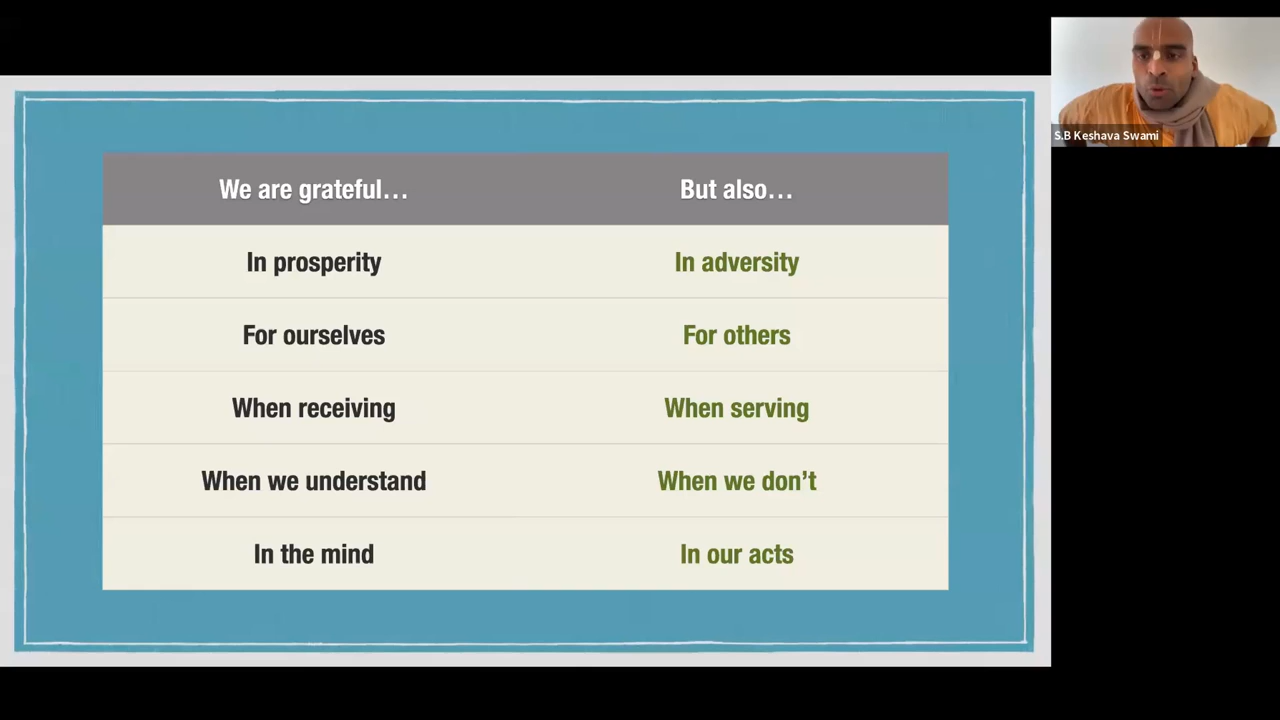 We are grateful… But also…
In prosperity In adversity
For ourselves For others
When receiving When serving
When we understand When we don’t
In the mind In our acts
S.B Keshava Swami